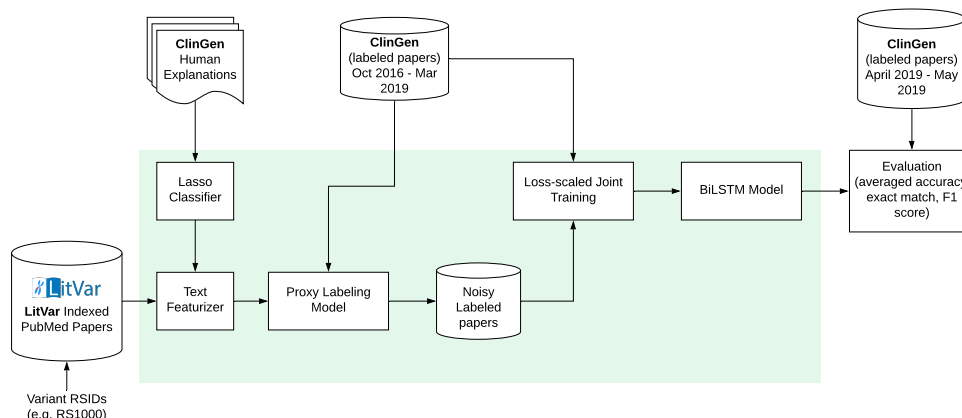 ClinGen
Human
Explanations
ClinGen
(labeled papers)
Oct 2016 - Mar
2019
ClinGen
(labeled papers)
April 2019 - May
2019
Lasso
Classifier
Loss-scaled Joint
Training
BiLSTM Model
Evaluation
(averaged accuracy,
exact match, F1
score)
LitVar
LitVar Indexed
PubMed Papers
Text
Featurizer
Proxy Labeling
Model
Noisy
Labeled
papers
Variant RSIDs
(e.g. RS1000)